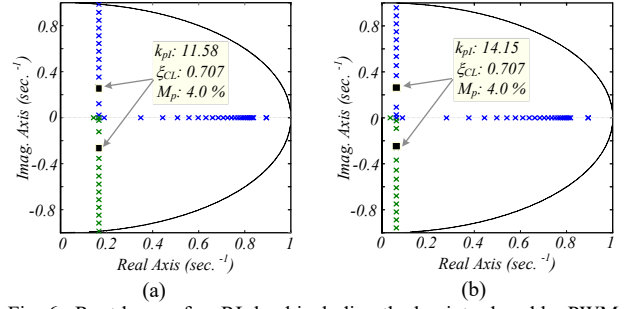 0.8
0.4
0
-0.4
-0.8
Imag. Axis (sec. -1)
kpI: 11.58
ξCL: 0.707
Mp: 4.0 %
0 0.2 0.4 0.6 0.8 1
Real Axis (sec. -1)
(a)
0.8
0.4
0
-0.4
-0.8
Imag. Axis (sec. -1)
kpI: 14.15
ξCL: 0.707
Mp: 4.0 %
0 0.2 0.4 0.6 0.8 1
Real Axis (sec. -1)
(b)